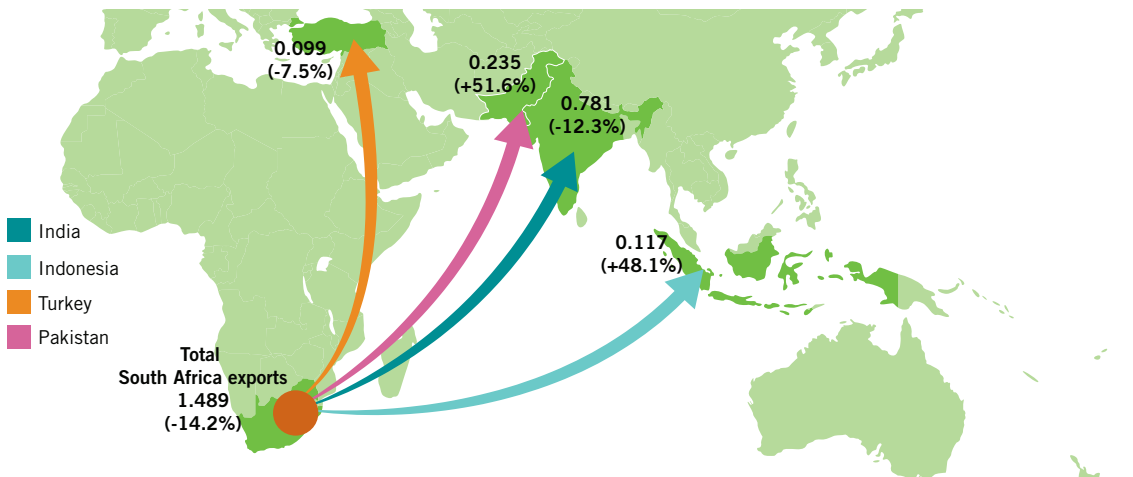 0.099
(-7.5%)
0.235
(+51.6%)
0.781
(-12.3%)
India
Indonesia
Turkey
Pakistan
0.117
(+48.1%)
Total
South Africa exports
1.489
(-14.2%)